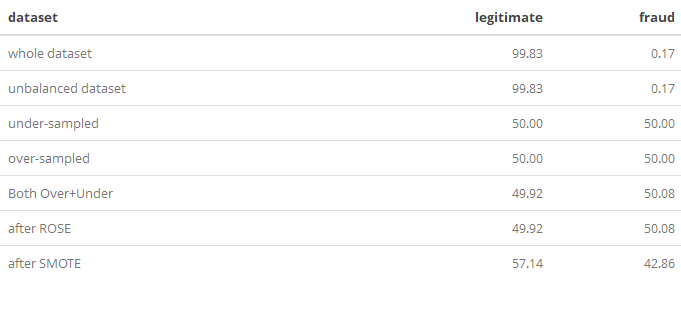 dataset legitimate fraud
whole dataset 99.83 0.17
unbalanced dataset 99.83 0.17
under-sampled 50.00 50.00
over-sampled 50.00 50.00
Both Over+Under 49.92 50.08
after ROSE 49.92 50.08
after SMOTE 57.14 42.86